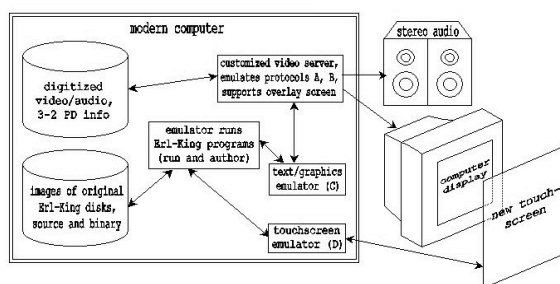 modern computer
stereo audio
digitized
video/audio,
3-2 PD info
customized video server,
emulates protocols A, B,
supports overlay screen
emulator runs
Erl-King programs
(run and author)
images of original
Erl-King disks,
source and binary
text/graphics
emulator (C)
touchscreen
emulator (D)
computer
display
new touch-
screen